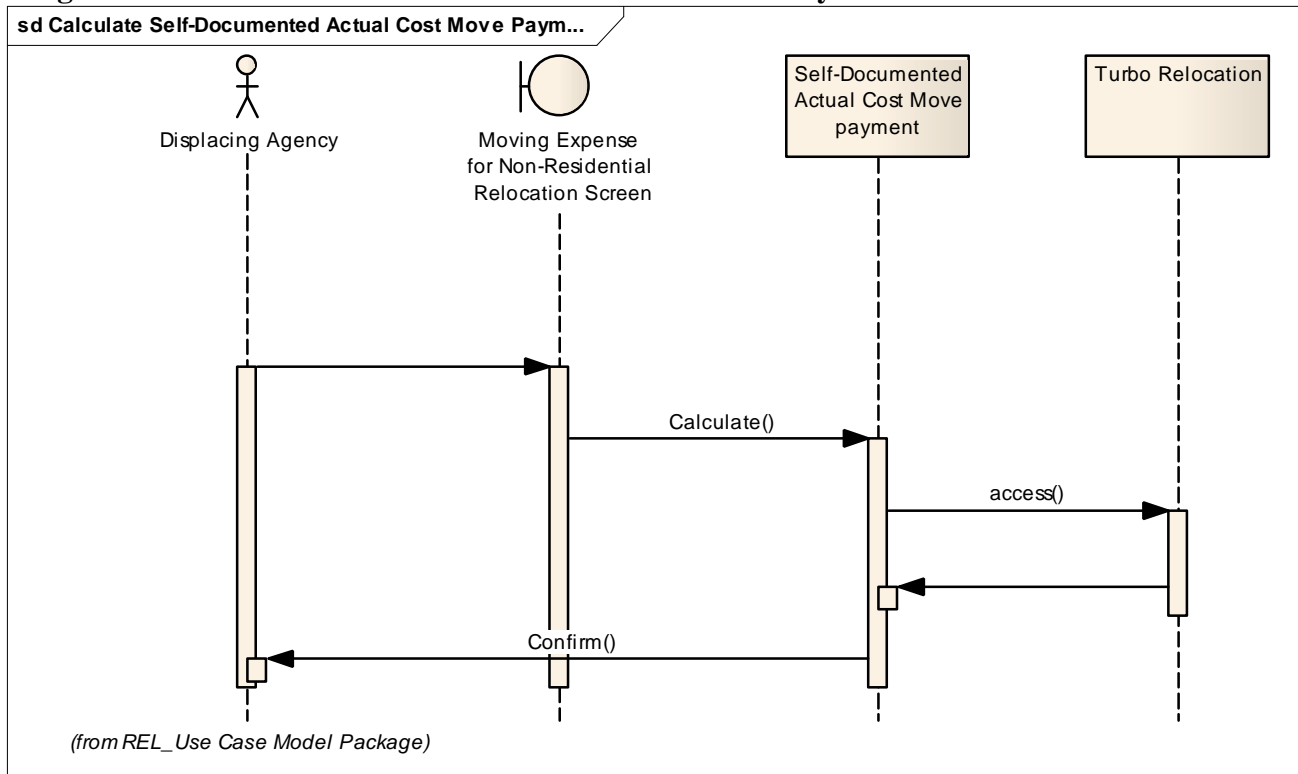 sd Calculate Self-Documented Actual Cost Move Paym...
Displacing Agency
Moving Expense
for Non-Residential
Relocation Screen
Self-Documented
Actual Cost Move
payment
Turbo Relocation
Calculate()
access()
Confirm()
(from REL_Use Case Model Package)